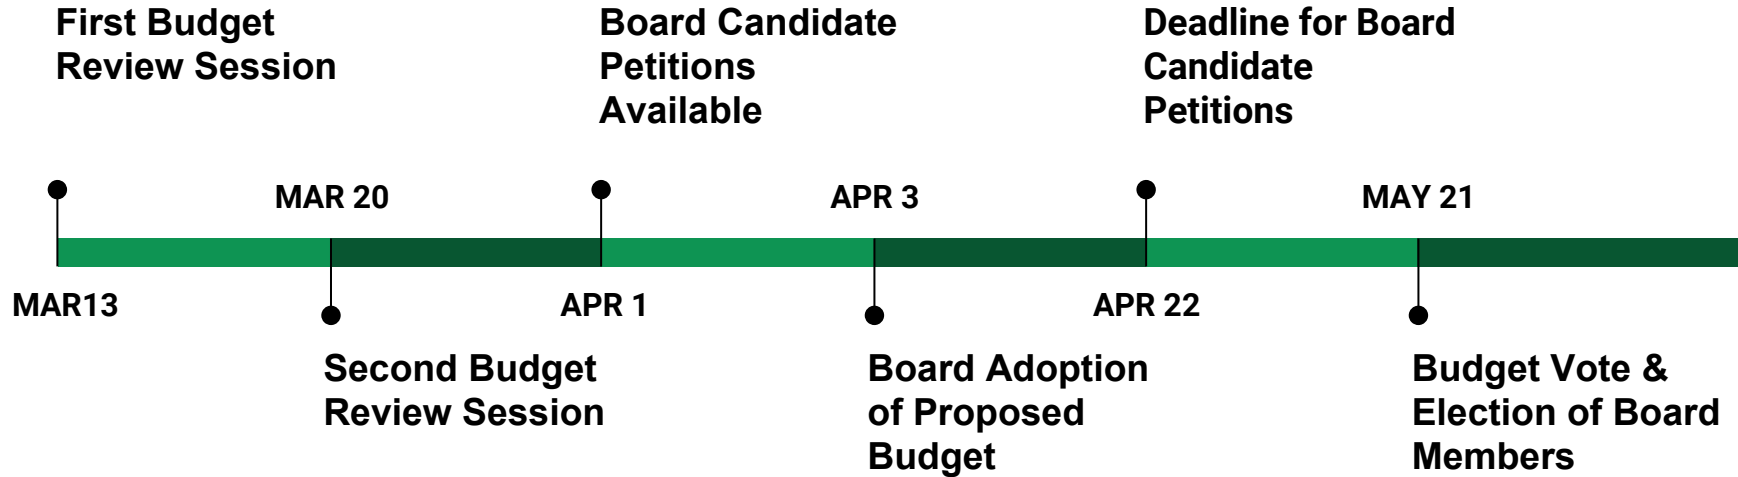 First Budget
Review Session
Board Candidate
Petitions
Available
Deadline for Board
Candidate
Petitions
MAR 20
APR 3
MAY 21
MAR13
APR 1
APR 22
Second Budget
Review Session
Board Adoption
of Proposed
Budget
Budget Vote &
Election of Board
Members